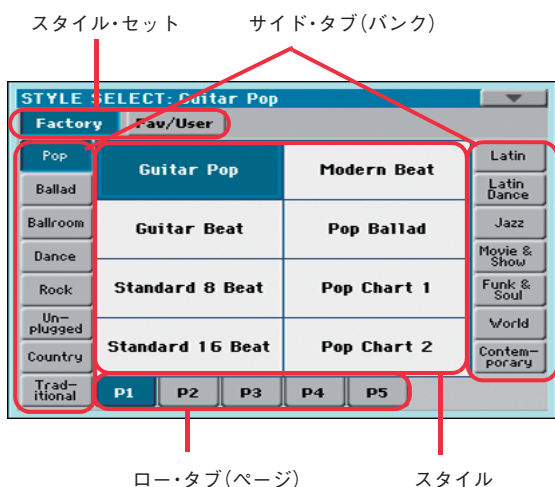 スタイル・セット
サイド・タブ(バンク)
STYLE SELECT: Guitar Pop
Factory
Fav/User
Pop
Ballad
Ballroom
Dance
Rock
Un-
plugged
Country
Trad-
itional
Guitar Pop
Modern Beat
Guitar Beat
Pop Ballad
Standard 8 Beat
Pop Chart 1
Standard 16 Beat
Pop Chart 2
Latin
Latin
Dance
Jazz
Movie &
Show
Funk &
Soul
World
Contem-
porary
P1
P2
P3
P4
P5
ロー・タブ(ページ)
スタイル